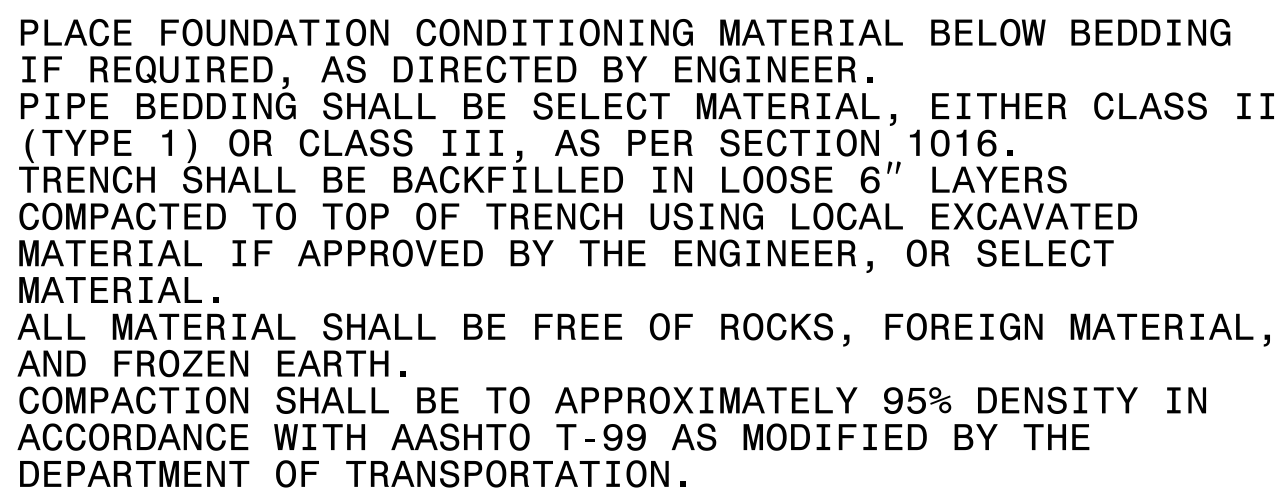 PLACE FOUNDATION CONDITIONING MATERIAL BELOW BEDDING
IF REQUIRED, AS DIRECTED BY ENGINEER.
PIPE BEDDING SHALL BE SELECT MATERIAL, EITHER CLASS II
(TYPE 1) OR CLASS III, AS PER SECTION 1016.
TRENCH SHALL BE BACKFILLED IN LOOSE 6" LAYERS
COMPACTED TO TOP OF TRENCH USING LOCAL EXCAVATED
MATERIAL IF APPROVED BY THE ENGINEER, OR SELECT
MATERIAL.
ALL MATERIAL SHALL BE FREE OF ROCKS, FOREIGN MATERIAL,
AND FROZEN EARTH.
COMPACTION SHALL BE TO APPROXIMATELY 95% DENSITY IN
ACCORDANCE WITH AASHTO T-99 AS MODIFIED BY THE
DEPARTMENT OF TRANSPORTATION.